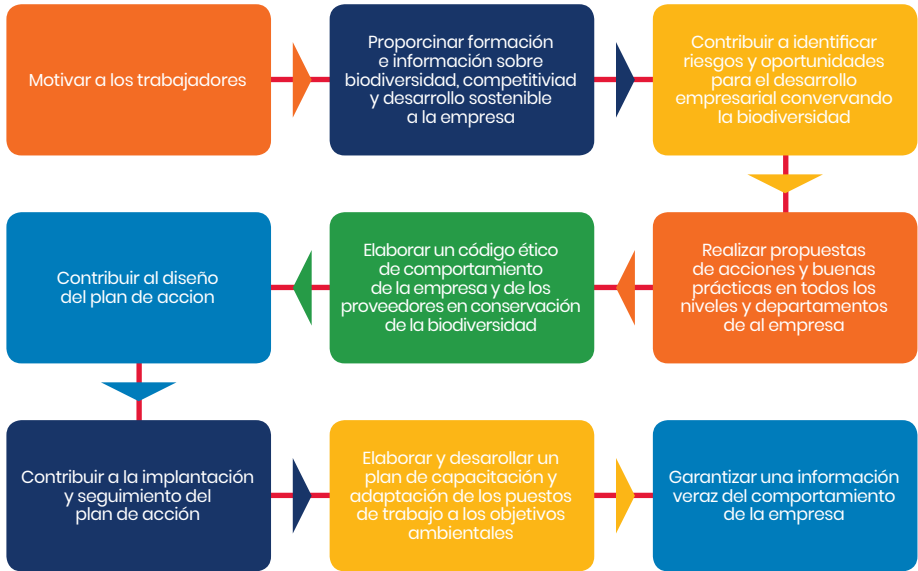 Motivar a los trabajadores
Proporcinar formación
e información sobre
biodiversidad, competitiviad
y desarrollo sostenible
a la empresa
Contribuir a identificar
riesgos y oportunidades
para el desarrollo
empresarial convervando
la biodiversidad
Realizar propuestas
de acciones y buenas
prácticas en todos los
niveles y departamentos
de al empresa
Elaborar un código ético
de comportamiento
de la empresa y de los
proveedores en conservación
de la biodiversidad
Contribuir al diseño
del plan de accion
Contribuir a la implantación
y seguimiento del
plan de acción
Elaborar y desarollar un
plan de capacitación y
adaptación de los puestos
de trabajo a los objetivos
ambientales
Garantizar una información
veraz del comportamiento
de la empresa